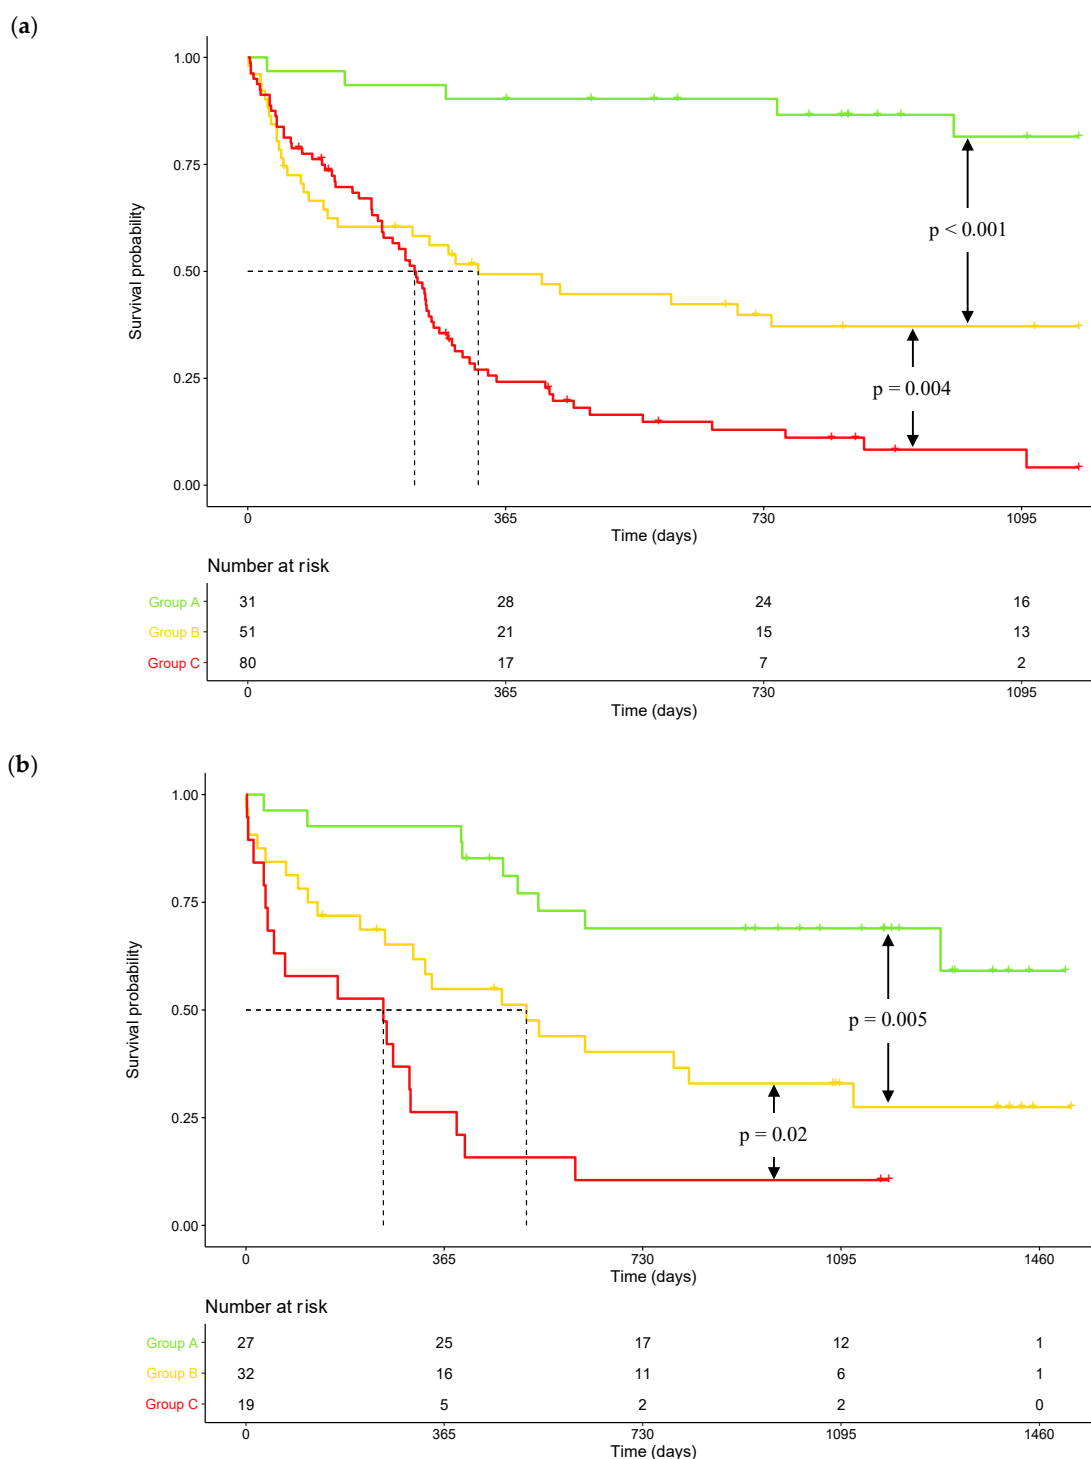 (a)
1.00
0.75
0.50
0.25
0.00
Survival probability
p < 0.001
p = 0.004
0 365 730 1095
Time (days)
Number at risk
Group A 31 28 24 16
Group B 51 21 15 13
Group C 80 17 7 2
0 365 730 1095
Time (days)
(b)
1.00
0.75
0.50
0.25
0.00
Survival probability
p = 0.005
p = 0.02
0 365 730 1095 1460
Time (days)
Number at risk
Group A 27 25 17 12 1
Group B 32 16 11 6 1
Group C 19 5 2 2 0
0 365 730 1095 1460
Time (days)